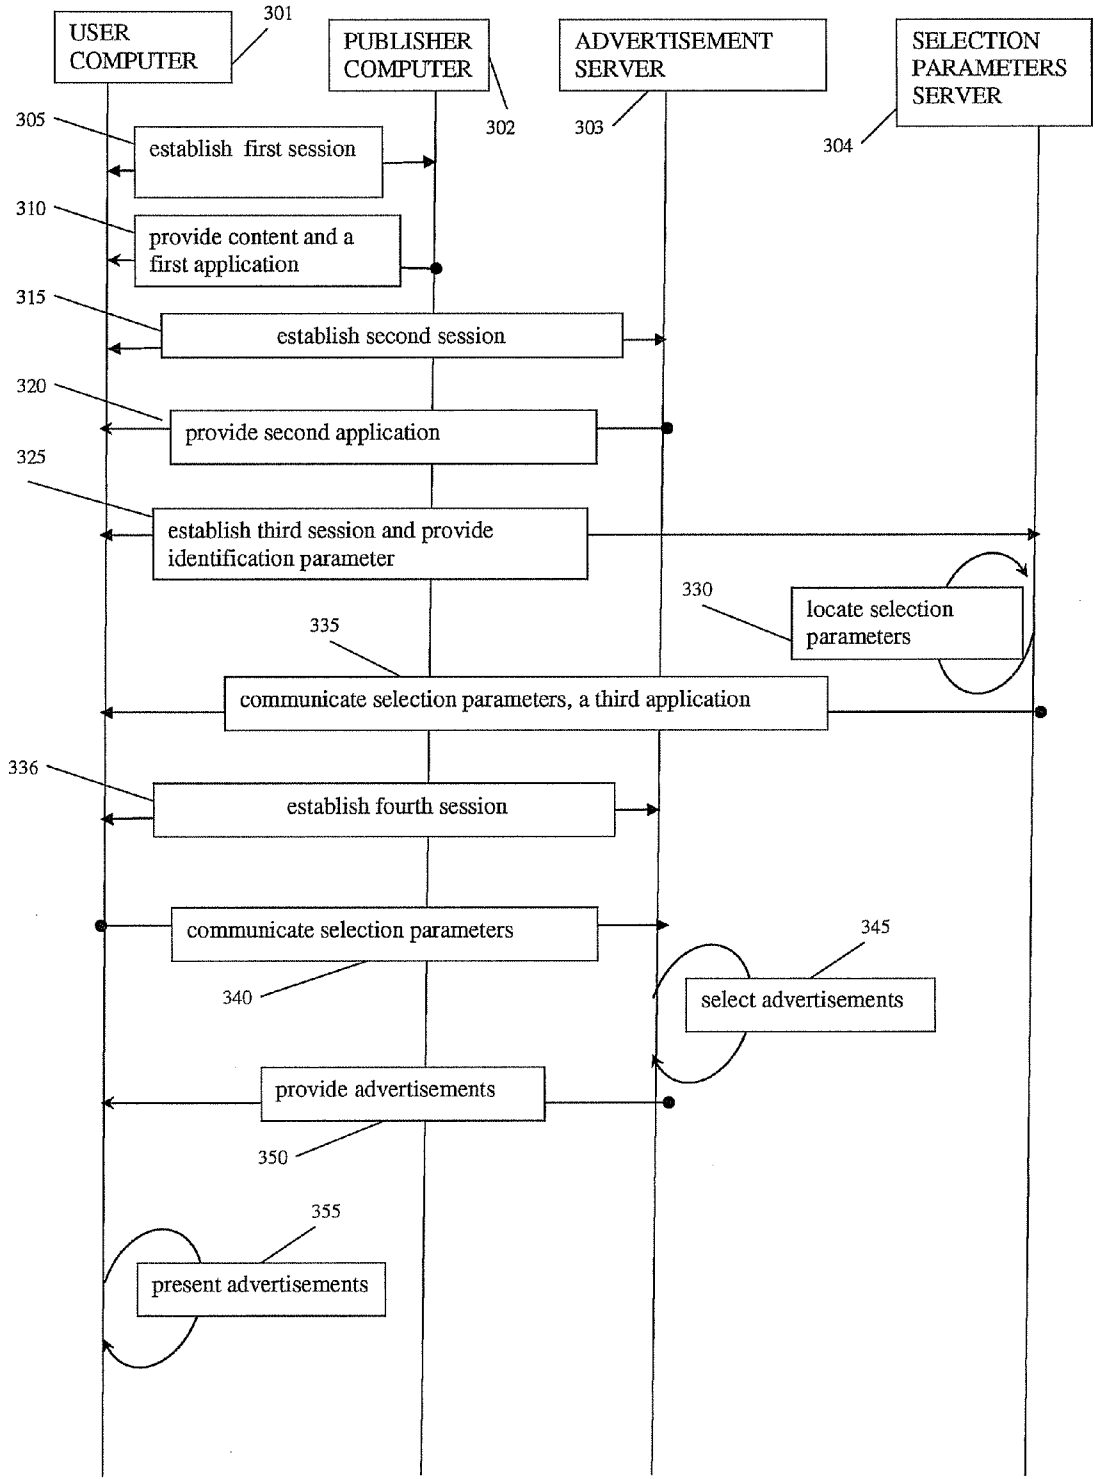 USER
COMPUTER
301
PUBLISHER
COMPUTER
302
ADVERTISEMENT
SERVER
303
SELECTION
PARAMETERS
SERVER
304
305
establish first session
310
provide content and a
first application
315
establish second session
320
provide second application
325
establish third session and provide
identification parameter
330
locate selection
parameters
335
communicate selection parameters, a third application
336
establish fourth session
communicate selection parameters
340
345
select advertisements
provide advertisements
350
355
present advertisements